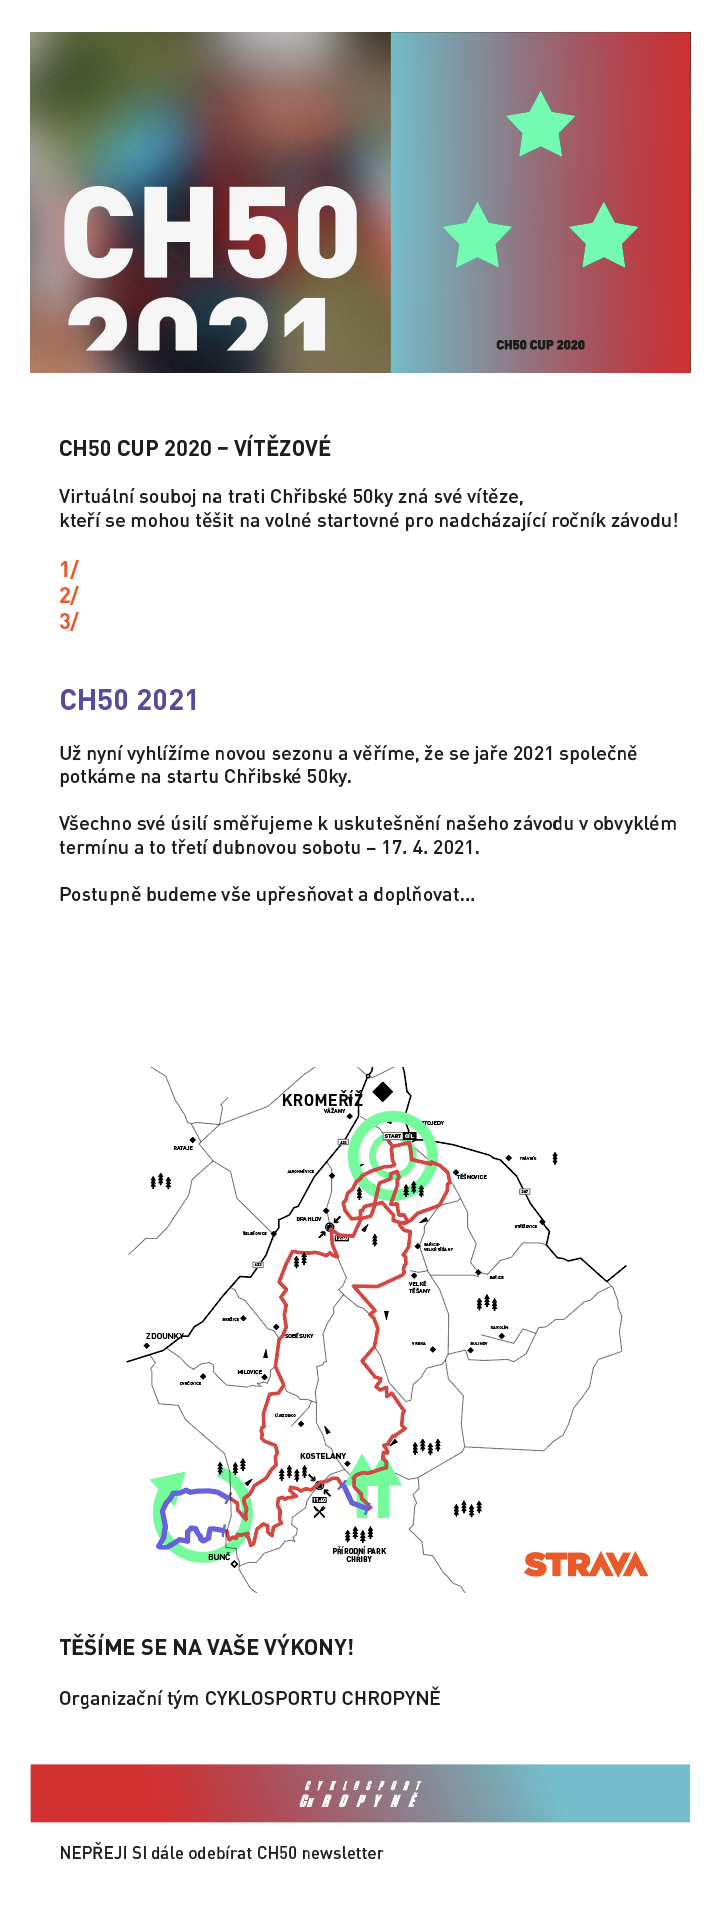 CH50
2021
CH50 CUP 2020
CH50 CUP 2020 – VÍTĚZOVÉ
Virtuální souboj na trati Chřibské 50ky zná své vítěze,
kteří se mohou těšit na volné startovné pro nadcházající ročník závodu!
1/
2/
3/
CH50 2021
Už nyní vyhlížíme novou sezonu a věříme, že se jaře 2021 společně
potkáme na startu Chřibské 50ky.
Všechno své úsilí směřujeme k uskutešnění našeho závodu v obvyklém
termínu a to třetí dubnovou sobotu – 17. 4. 2021.
Postupně budeme vše upřesňovat a doplňovat...
KROMĚŘÍŽ
VÁŽANY
START CÍL
RATAJE
JAROHNĚVICE
TĚŠNOVICE
DRAHLOV
VELKÉ
TĚŠANY
ZDOUNKY
SOBĚSUKY
MILOVICE
KOSTELANY
PŘÍRODNÍ PARK
CHŘIBY
BUNČ
STRAVA
TĚŠÍME SE NA VAŠE VÝKONY!
Organizační tým CYKLOSPORTU CHROPYNĚ
CYKLOSPORT
CHROPYNĚ
NEPŘEJI SI dále odebírat CH50 newsletter